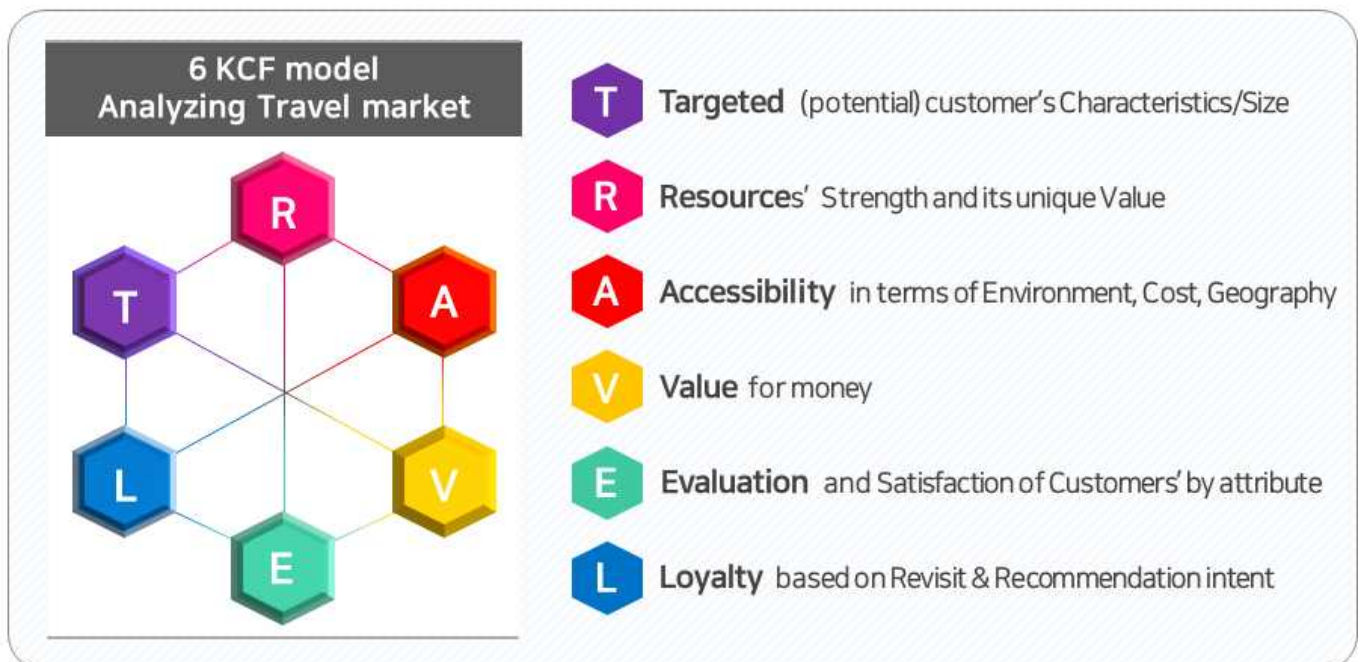 6 KCF model
Analyzing Travel market
R
T
A
L
V
E
T Targeted (potential) customer's Characteristics/Size
R Resources' Strength and its unique Value
A Accessibility in terms of Environment, Cost, Geography
V Value for money
E Evaluation and Satisfaction of Customers' by attribute
L Loyalty based on Revisit & Recommendation intent